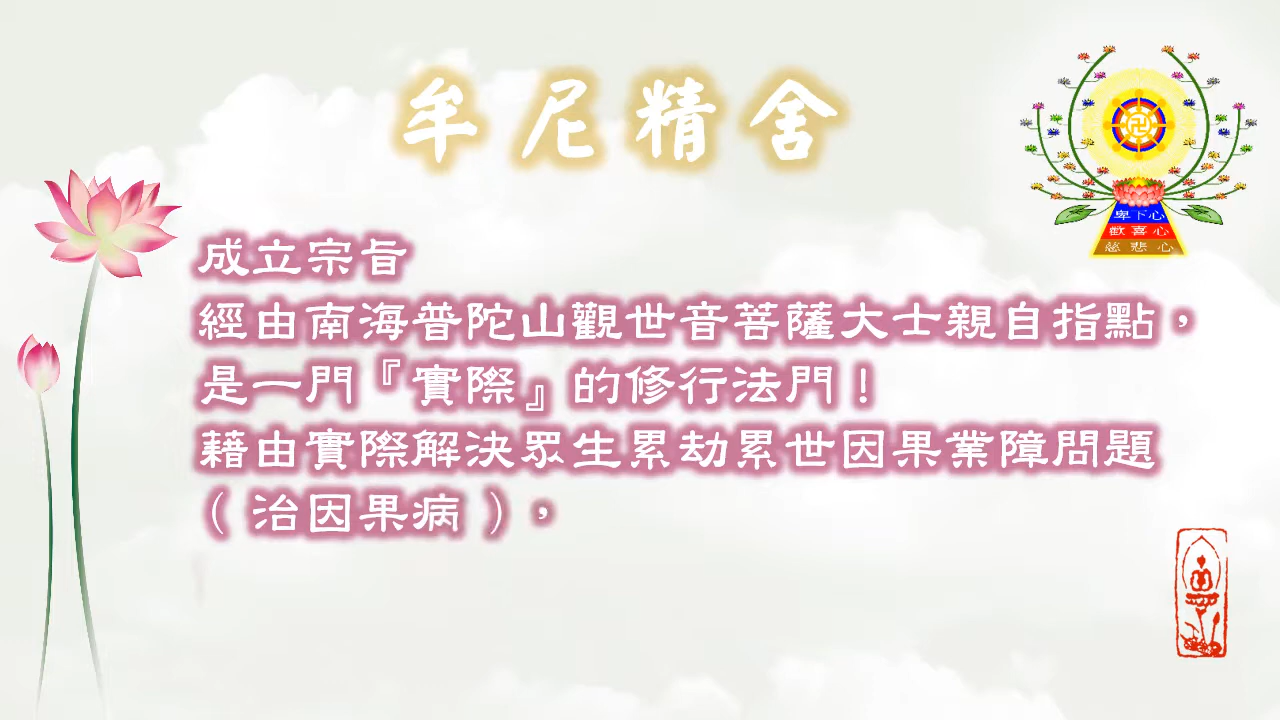 牟尼精舍
成立宗旨
經由南海普陀山觀世音菩薩大士親自指點，
是一門『實際』的修行法門！
藉由實際解決眾生累劫累世因果業障問題
（治因果病），
卍
卑下心
歡喜心
慈悲心